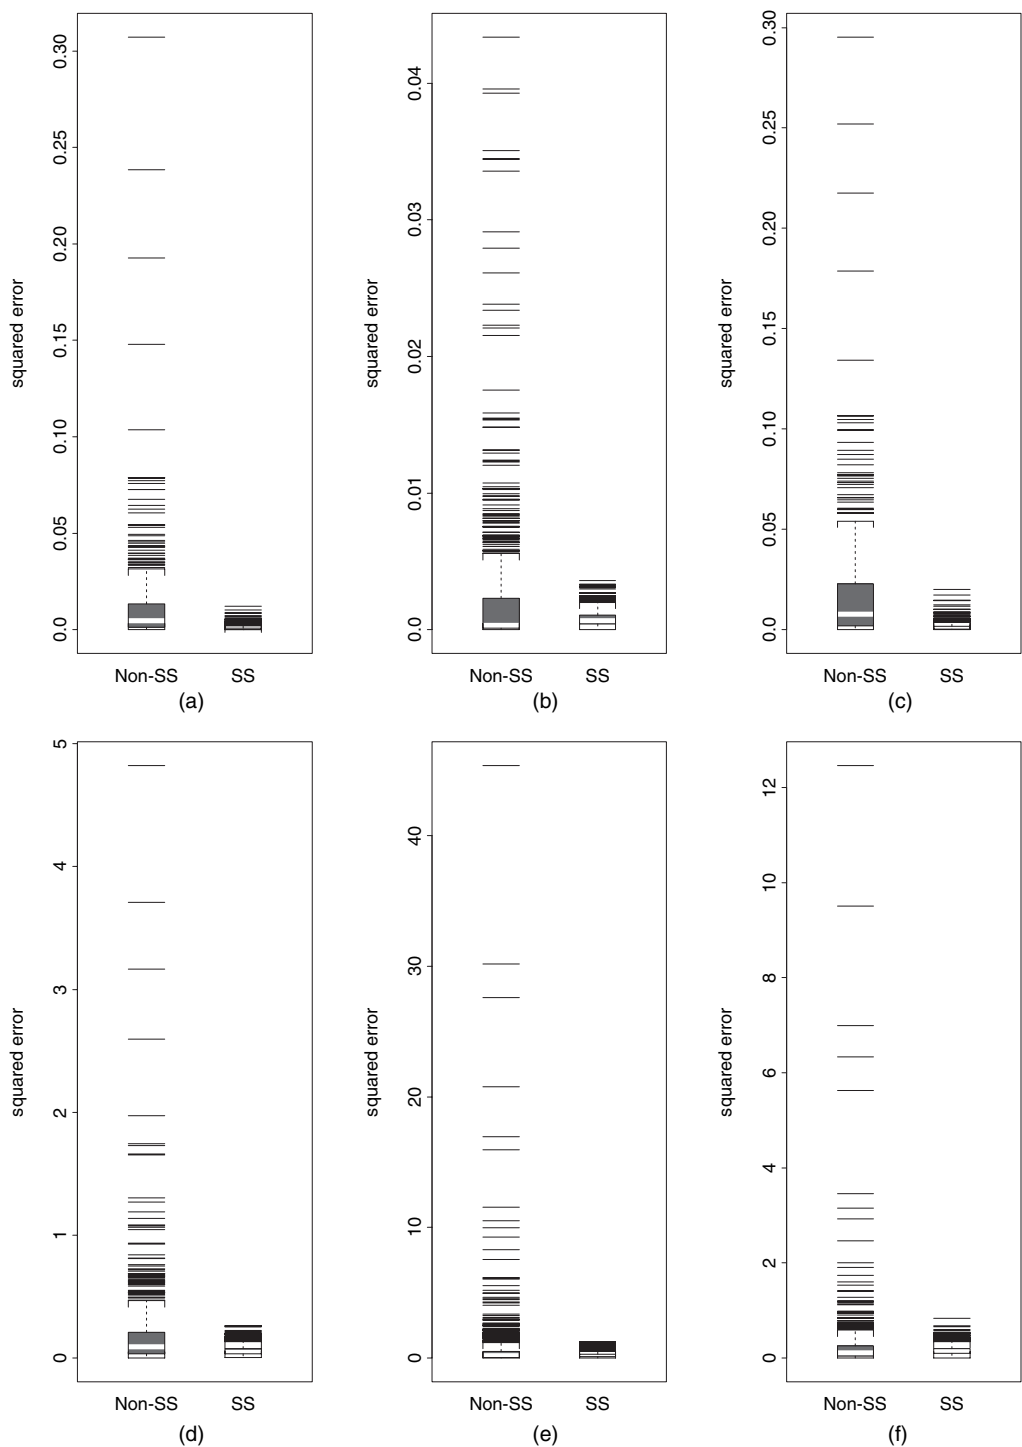 0.30
0.25
0.20
0.15
0.10
0.05
0.0
squared error
Non-SS SS
(a)
0.04
0.03
0.02
0.01
0.0
squared error
Non-SS SS
(b)
0.30
0.25
0.20
0.15
0.10
0.05
0.0
squared error
Non-SS SS
(c)
5
4
3
2
1
0
squared error
Non-SS SS
(d)
40
30
20
10
0
squared error
Non-SS SS
(e)
12
10
8
6
4
2
0
squared error
Non-SS SS
(f)